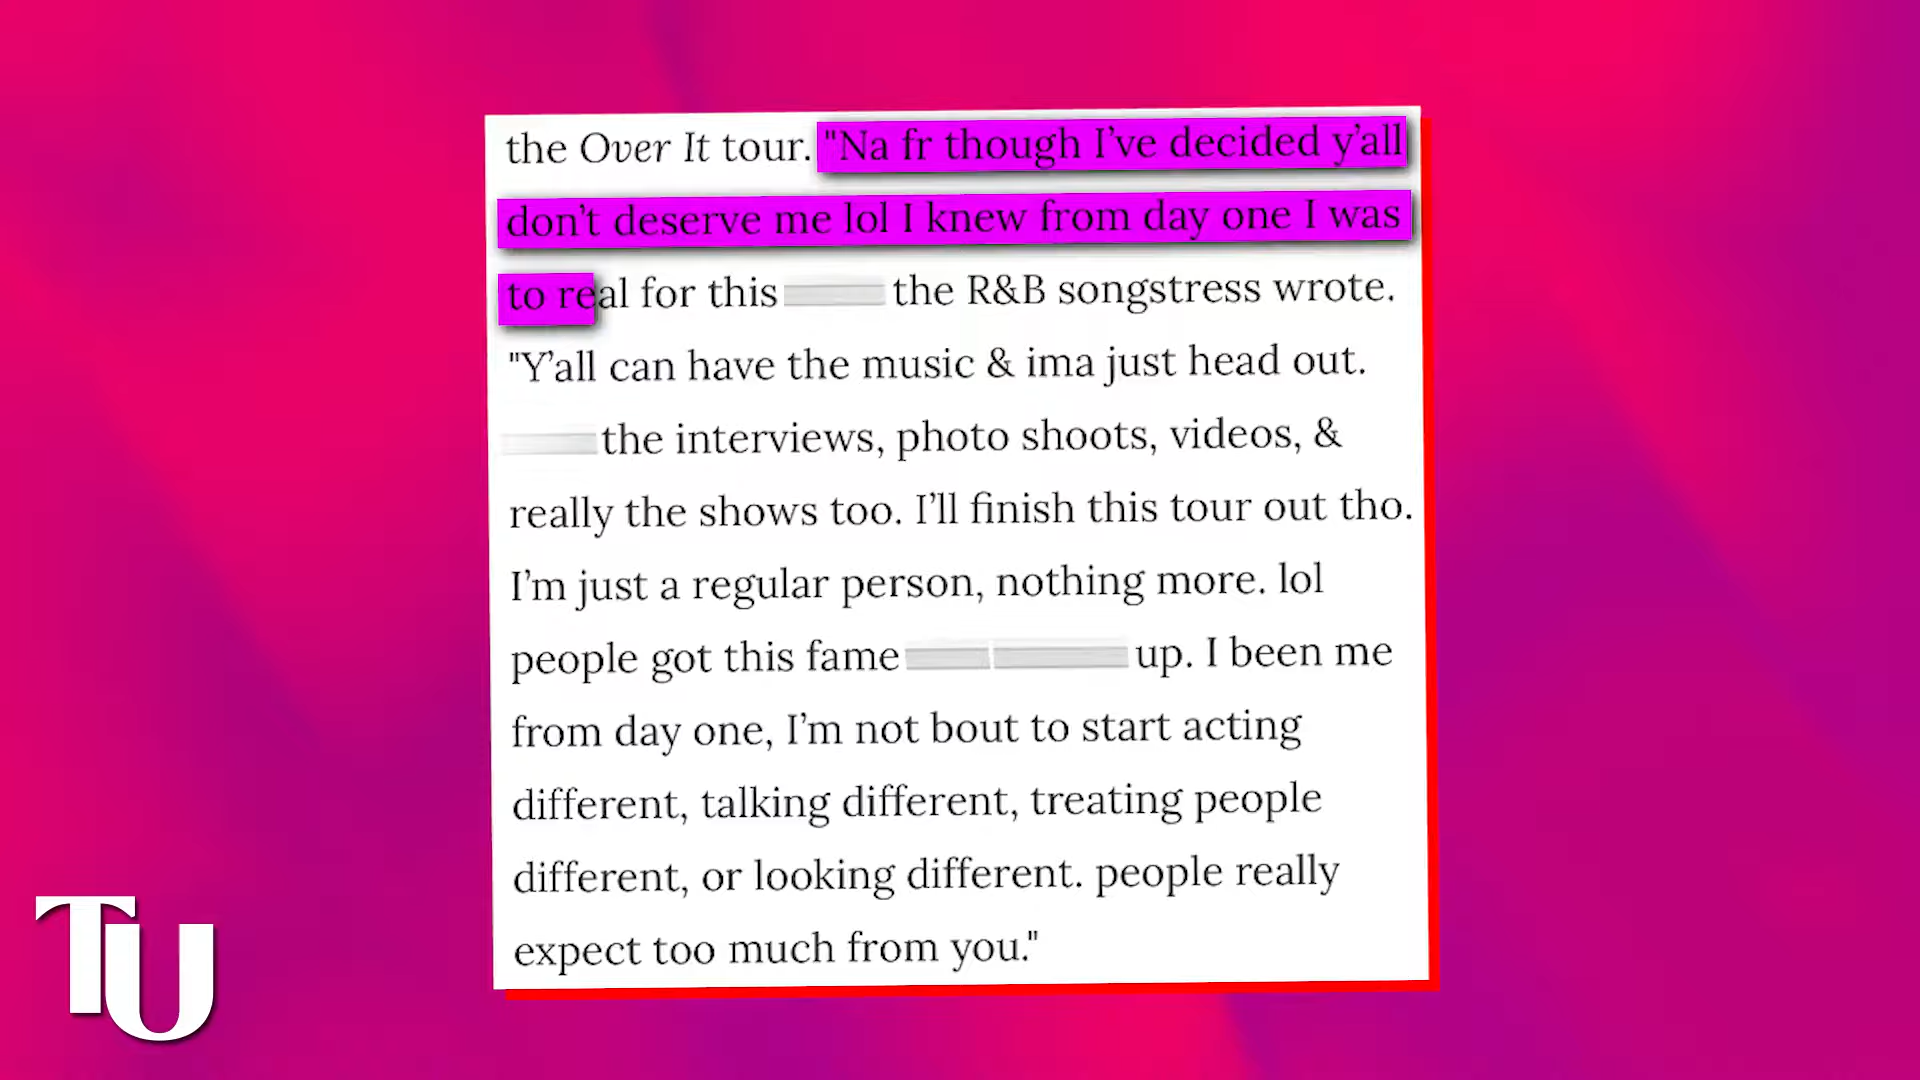 the Over It tour. "Na fr though I've decided y'all
don't deserve me lol I knew from day one I was
to real for this the R&B songstress wrote.
"Y'all can have the music & ima just head out.
the interviews, photo shoots, videos, &
really the shows too. I'll finish this tour out tho.
I'm just a regular person, nothing more. lol
people got this fame up. I been me
from day one, I'm not bout to start acting
different, talking different, treating people
different, or looking different. people really
expect too much from you."
TU